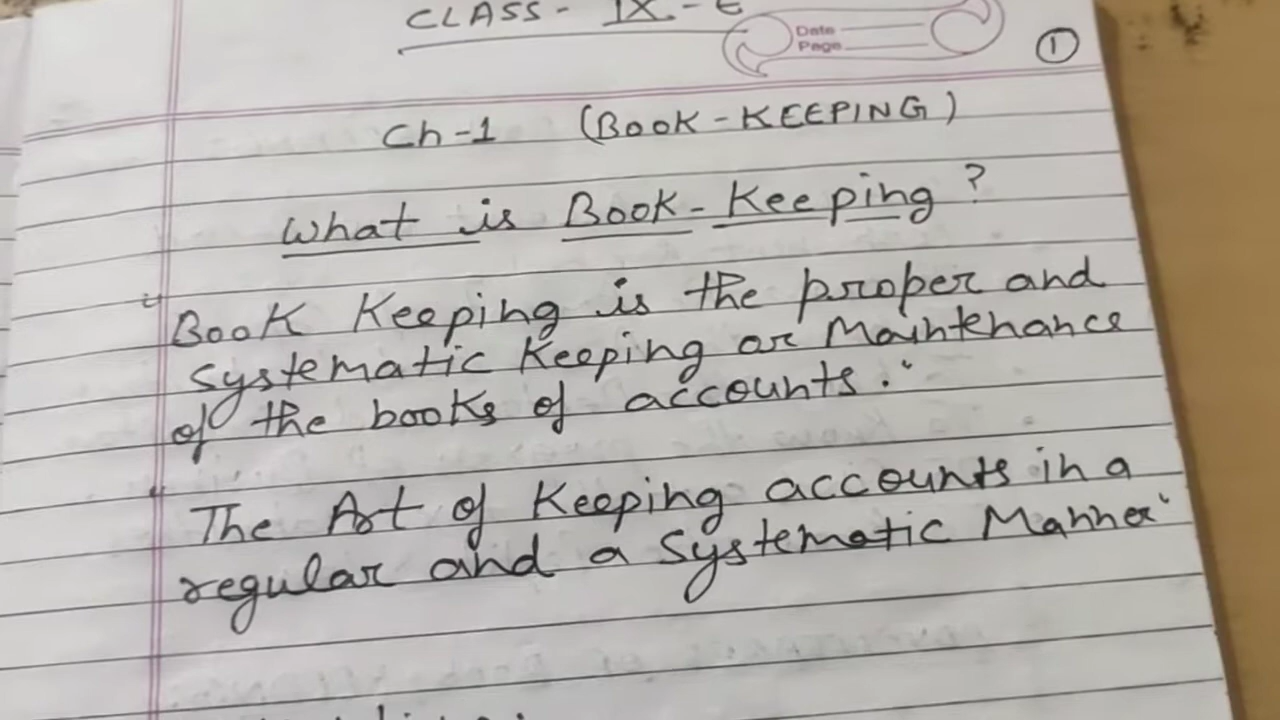 CLASS - IX - E
Date
Page
①
Ch-1 (BOOK-KEEPING)
What is Book-Keeping ?
"Book Keeping is the proper and
systematic Keeping or Maintenance
of the books of accounts."
"The Art of Keeping accounts in a
regular and a systematic Manner"